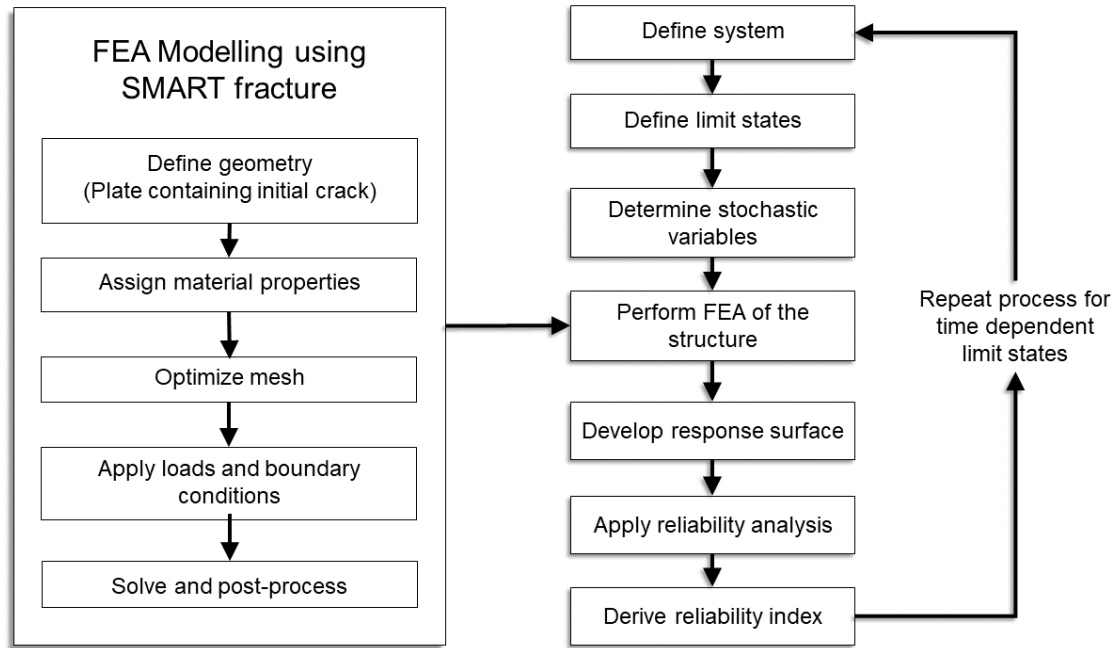 FEA Modelling using
SMART fracture
Define geometry
(Plate containing initial crack)
Assign material properties
Optimize mesh
Apply loads and boundary
conditions
Solve and post-process
Define system
Define limit states
Determine stochastic
variables
Perform FEA of the
structure
Develop response surface
Apply reliability analysis
Derive reliability index
Repeat process for
time dependent
limit states